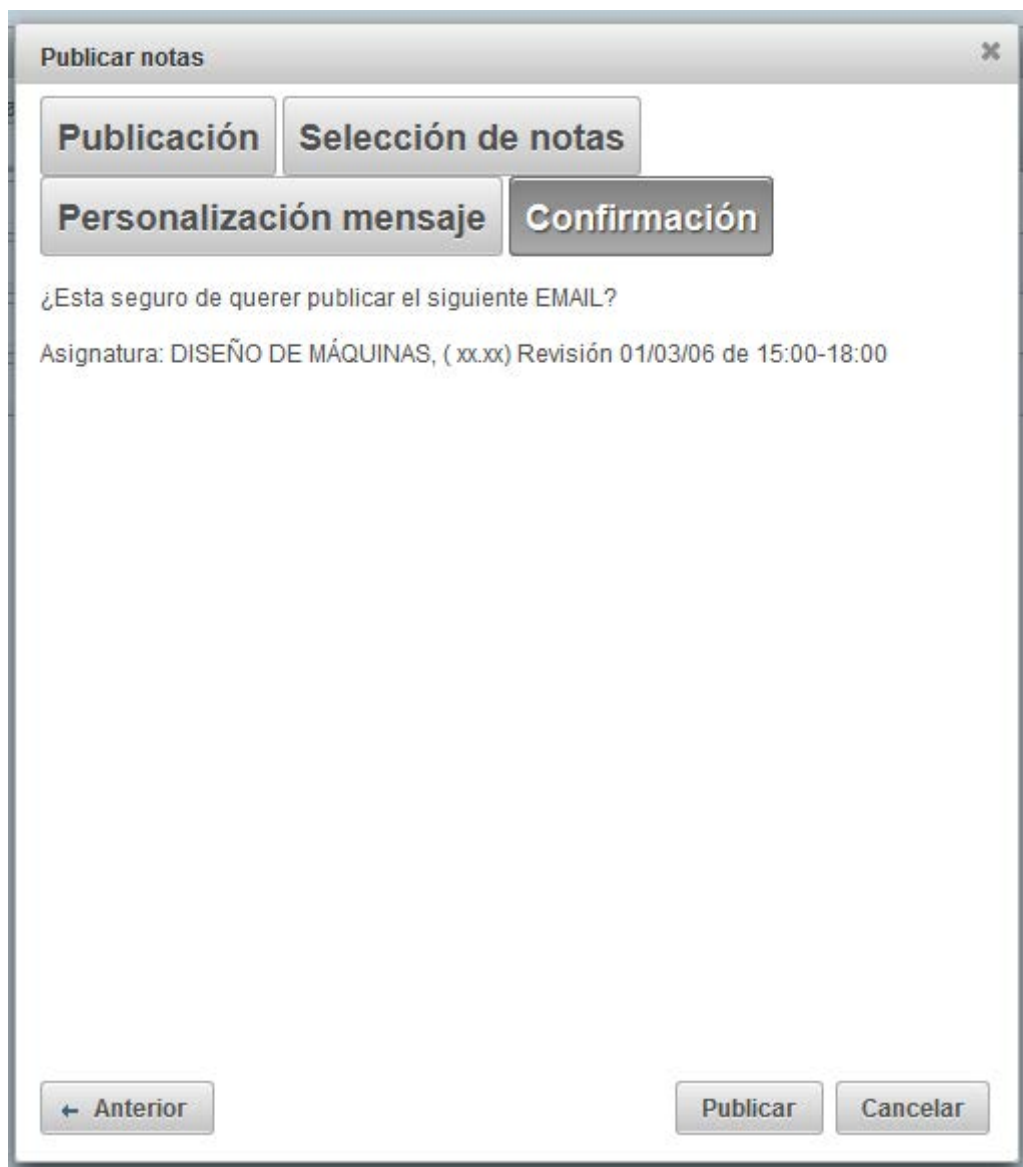 Publicar notas
Publicación Selección de notas
Personalización mensaje Confirmación
¿Esta seguro de querer publicar el siguiente EMAIL?
Asignatura: DISEÑO DE MÁQUINAS, ( xx.xx) Revisión 01/03/06 de 15:00-18:00
Anterior Publicar Cancelar